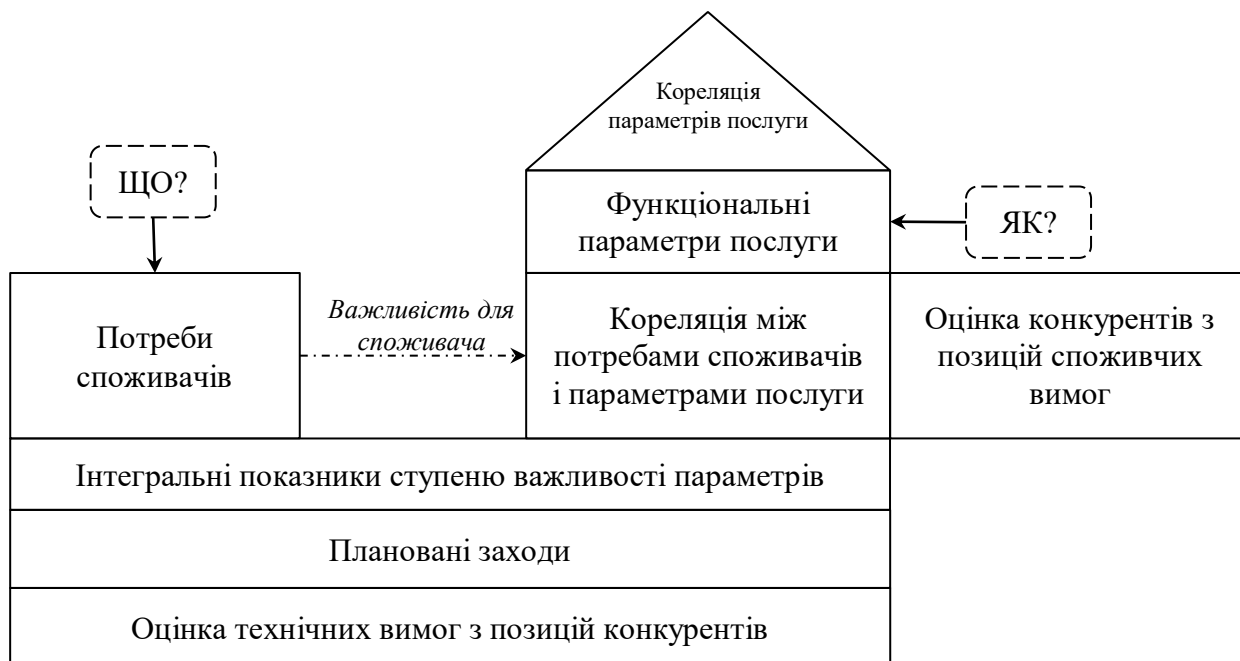 Кореляція
параметрів послуги
ЩО?
Функціональні
параметри послуги
ЯК?
Потреби
споживачів
Важливість для
споживача
Кореляція між
потребами споживачів
і параметрами послуги
Оцінка конкурентів з
позицій споживчих
вимог
Інтегральні показники ступеню важливості параметрів
Плановані заходи
Оцінка технічних вимог з позицій конкурентів